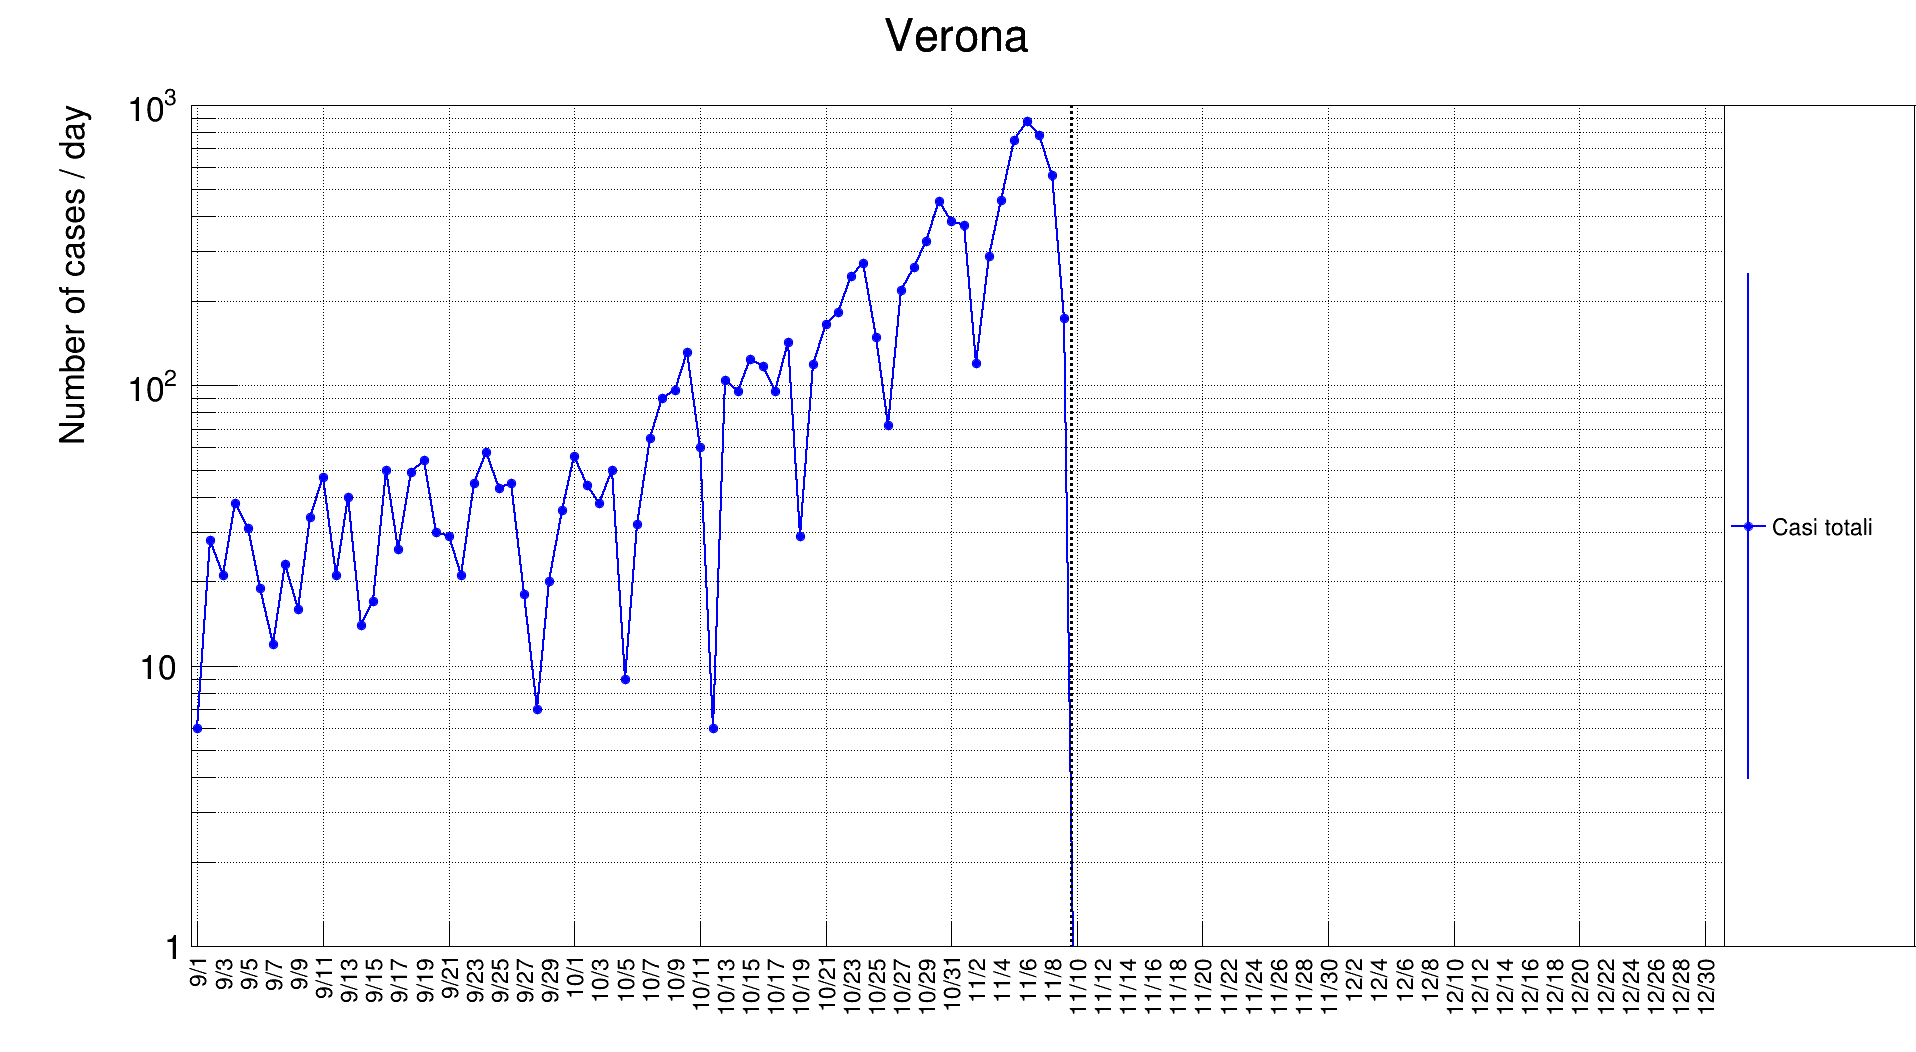 Verona
Number of cases / day
10³
10²
10
1
9/1 9/3 9/5 9/7 9/9 9/11 9/13 9/15 9/17 9/19 9/21 9/23 9/25 9/27 9/29 10/1 10/3 10/5 10/7 10/9 10/11 10/13 10/15 10/17 10/19 10/21 10/23 10/25 10/27 10/29 10/31 11/2 11/4 11/6 11/8 11/10 11/12 11/14 11/16 11/18 11/20 11/22 11/24 11/26 11/28 11/30 12/2 12/4 12/6 12/8 12/10 12/12 12/14 12/16 12/18 12/20 12/22 12/24 12/26 12/28 12/30
Casi totali